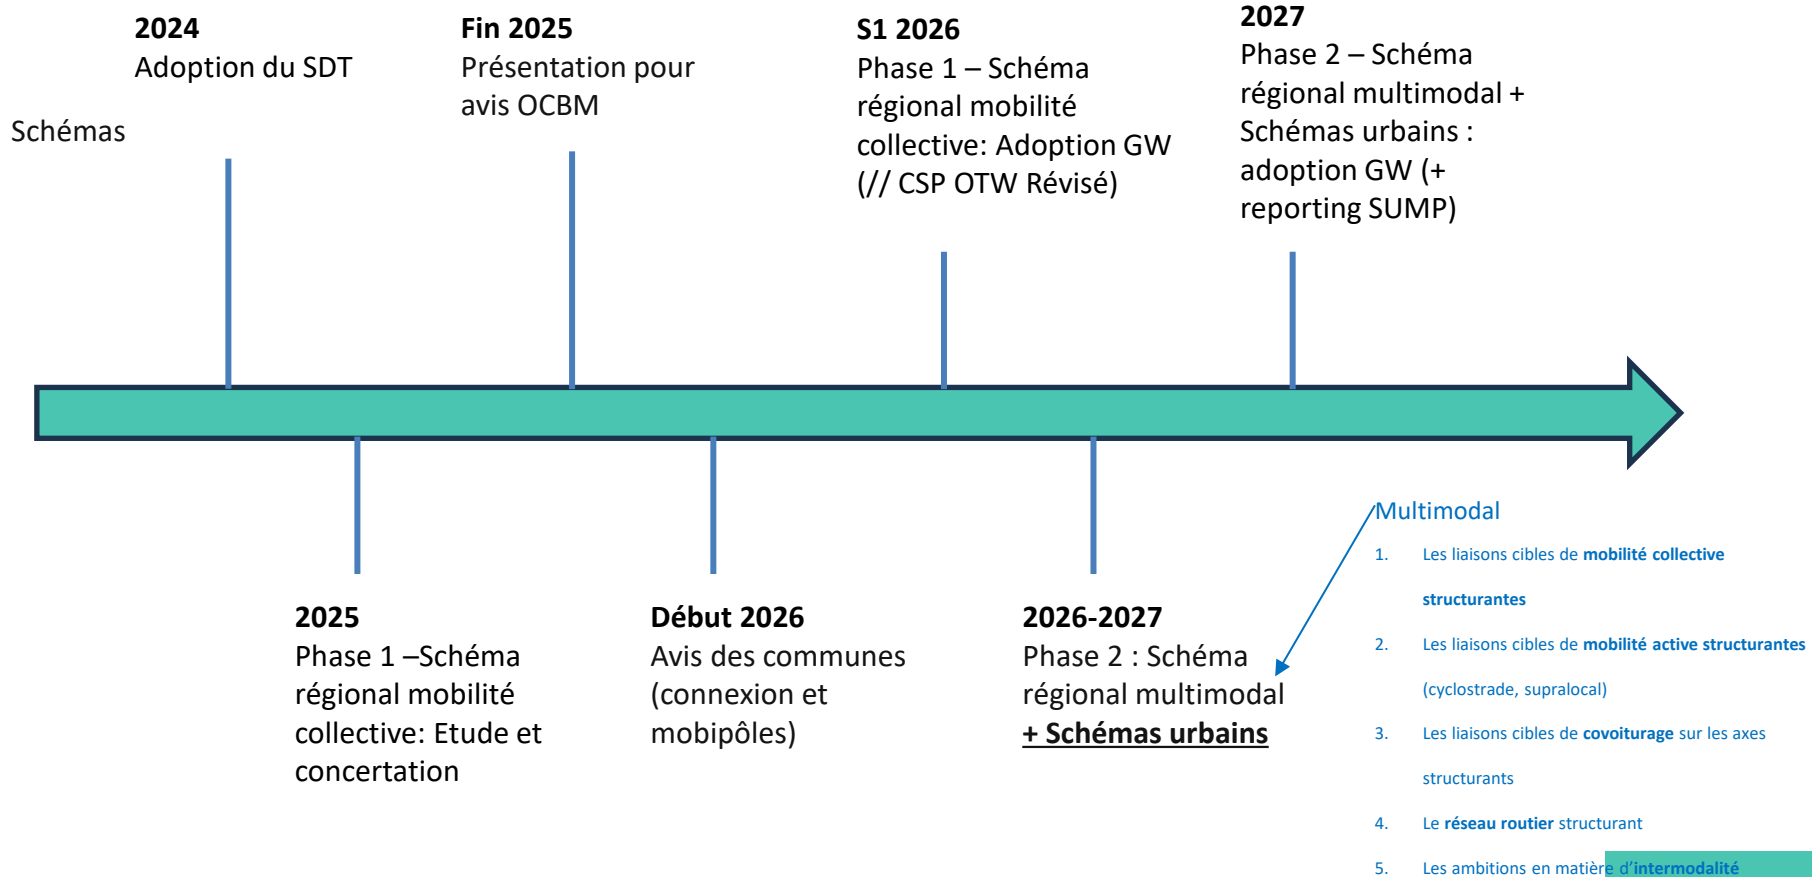 Schémas
2024
Adoption du SDT
Fin 2025
Présentation pour
avis OCBM
S1 2026
Phase 1 – Schéma
régional mobilité
collective: Adoption GW
(// CSP OTW Révisé)
2027
Phase 2 – Schéma
régional multimodal +
Schémas urbains :
adoption GW (+
reporting SUMP)
2025
Phase 1 –Schéma
régional mobilité
collective: Etude et
concertation
Début 2026
Avis des communes
(connexion et
mobipôles)
2026-2027
Phase 2 : Schéma
régional multimodal
+ Schémas urbains
Multimodal
1. Les liaisons cibles de mobilité collective
structurantes
2. Les liaisons cibles de mobilité active structurantes
(cyclostrade, supralocal)
3. Les liaisons cibles de covoiturage sur les axes
structurants
4. Le réseau routier structurant
5. Les ambitions en matière d'intermodalité